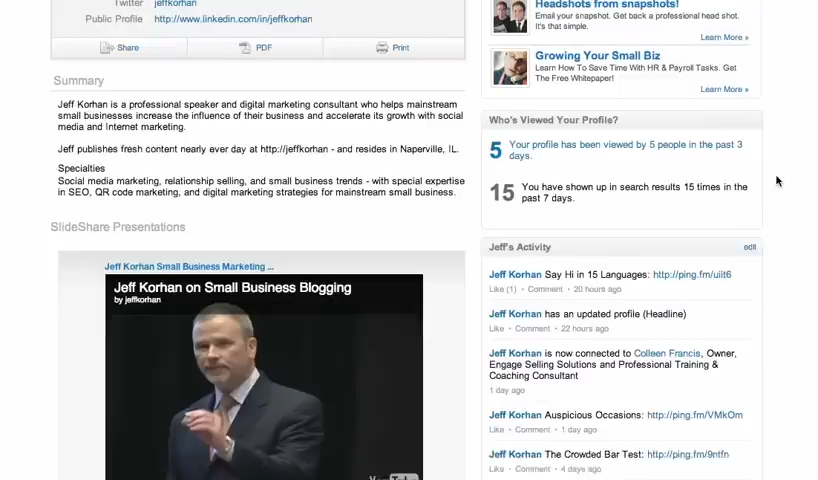 Twitter jeffkorhan
Public Profile http://www.linkedin.com/in/jeffkorhan
Share PDF Print
Summary
Jeff Korhan is a professional speaker and digital marketing consultant who helps mainstream
small businesses increase the influence of their business and accelerate its growth with social
media and Internet marketing.
Jeff publishes fresh content nearly ever day at http://jeffkorhan - and resides in Naperville, IL.
Specialties
Social media marketing, relationship selling, and small business trends - with special expertise
in SEO, QR code marketing, and digital marketing strategies for mainstream small business.
SlideShare Presentations
Jeff Korhan Small Business Marketing ...
Jeff Korhan on Small Business Blogging
by jeffkorhan
YouTube
Headshots from snapshots!
Email your snapshot. Get back a professional head shot.
It's that simple.
Learn More »
Growing Your Small Biz
Learn How To Save Time With HR & Payroll Tasks. Get
The Free Whitepaper!
Learn More »
Who's Viewed Your Profile?
5 Your profile has been viewed by 5 people in the past 3
days.
15 You have shown up in search results 15 times in the
past 7 days.
Jeff's Activity edit
Jeff Korhan Say Hi in 15 Languages: http://ping.fm/uiit6
Like (1) • Comment • 20 hours ago
Jeff Korhan has an updated profile (Headline)
Like • Comment • 22 hours ago
Jeff Korhan is now connected to Colleen Francis, Owner,
Engage Selling Solutions and Professional Training &
Coaching Consultant
1 day ago
Jeff Korhan Auspicious Occasions: http://ping.fm/VMkOm
Like • Comment • 1 day ago
Jeff Korhan The Crowded Bar Test: http://ping.fm/9ntfn
Like • Comment • 4 days ago